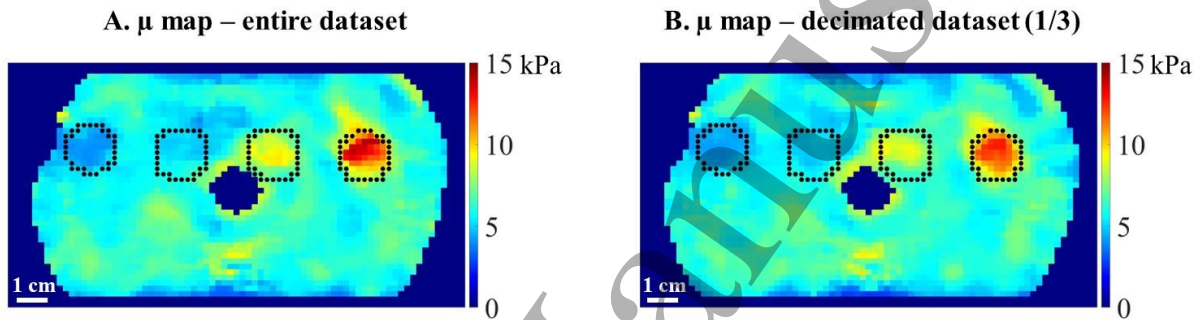 A. μ map – entire dataset
B. μ map – decimated dataset (1/3)
15 kPa
10
5
0
1 cm
15 kPa
10
5
0
1 cm